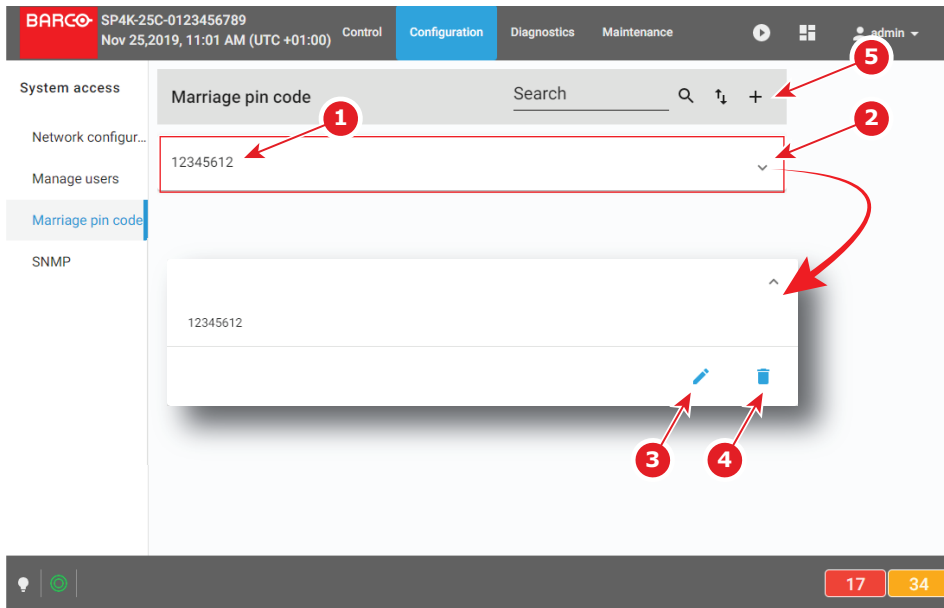 BARCO
SP4K-25C-0123456789
Nov 25,2019, 11:01 AM (UTC +01:00)
Control
Configuration
Diagnostics
Maintenance
admin
System access
Network configur...
Manage users
Marriage pin code
SNMP
Marriage pin code
Search
5
1
2
12345612
12345612
3
4
17
34